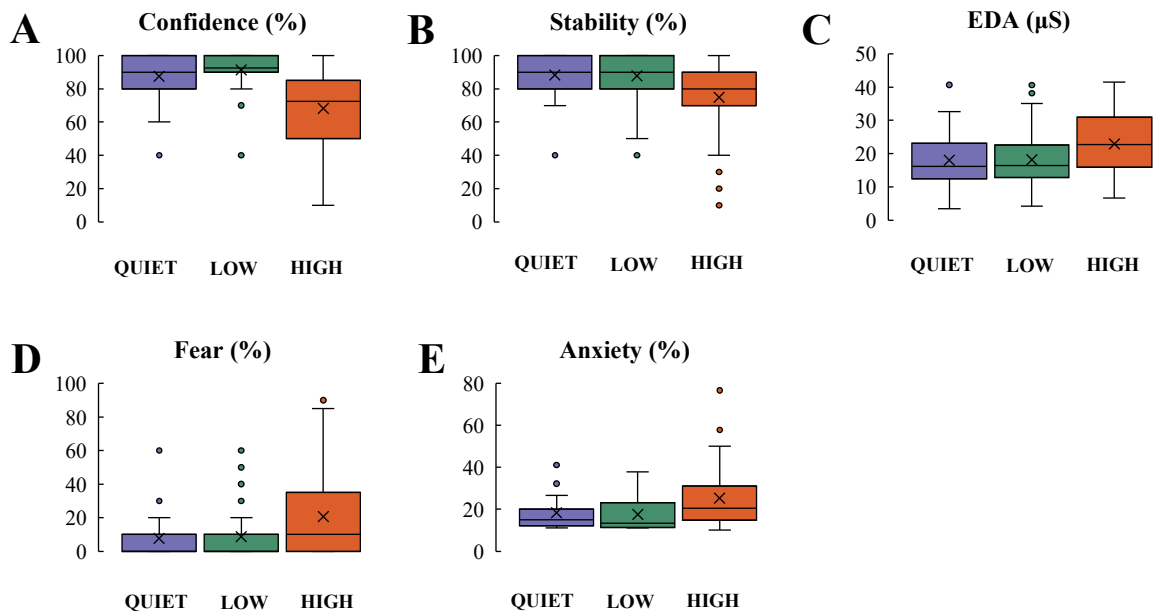 A Confidence (%)
100
80
60
40
20
0
QUIET LOW HIGH
B Stability (%)
100
80
60
40
20
0
QUIET LOW HIGH
C EDA (µS)
50
40
30
20
10
0
QUIET LOW HIGH
D Fear (%)
100
80
60
40
20
0
QUIET LOW HIGH
E Anxiety (%)
80
60
40
20
0
QUIET LOW HIGH